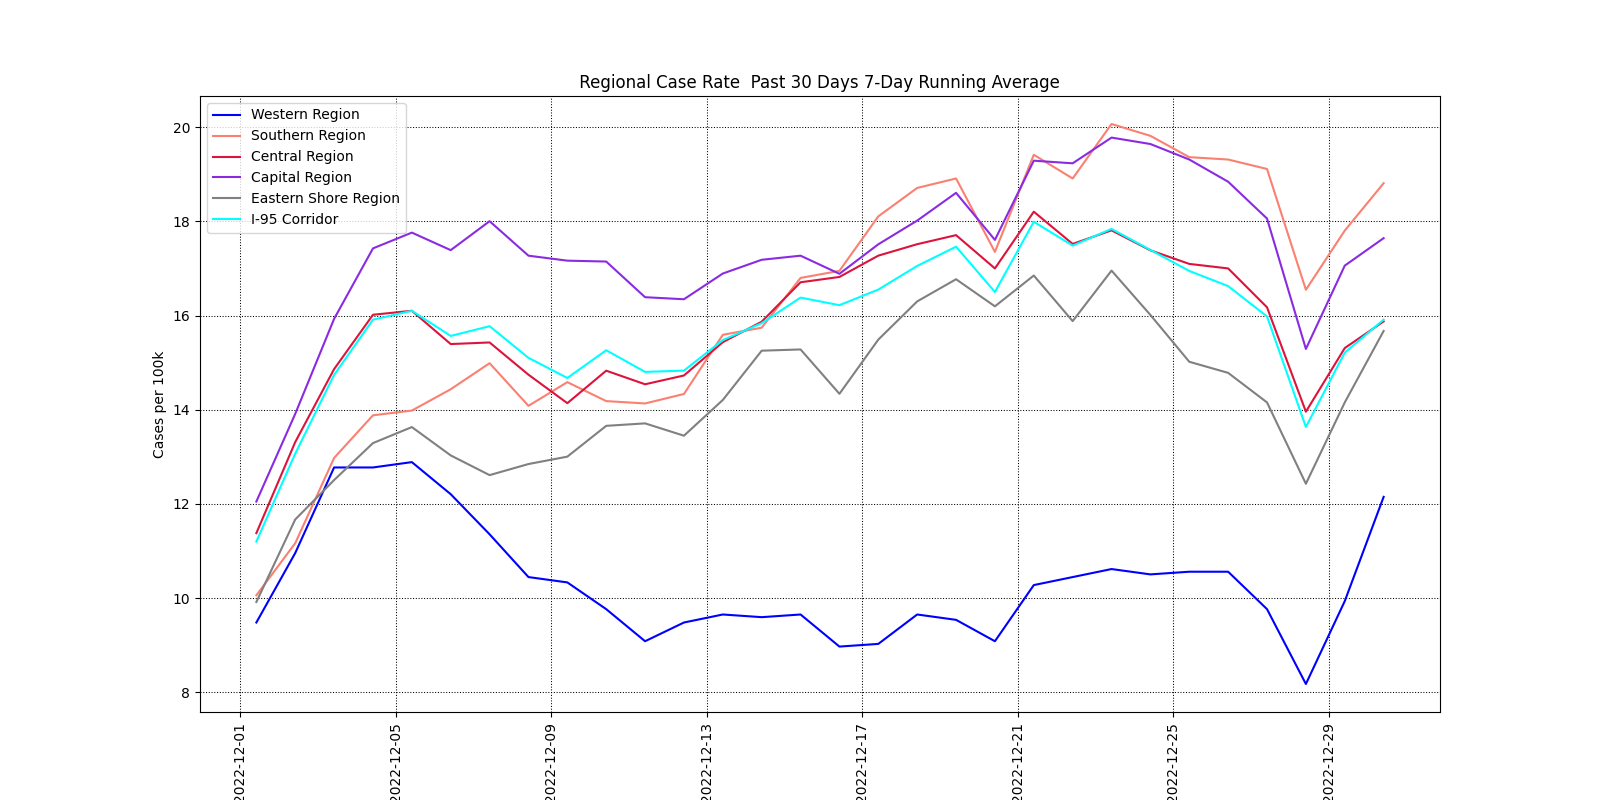 Regional Case Rate  Past 30 Days 7-Day Running Average
Western Region
Southern Region
Central Region
Capital Region
Eastern Shore Region
I-95 Corridor
Cases per 100k
20
18
16
14
12
10
8
2022-12-01
2022-12-05
2022-12-09
2022-12-13
2022-12-17
2022-12-21
2022-12-25
2022-12-29